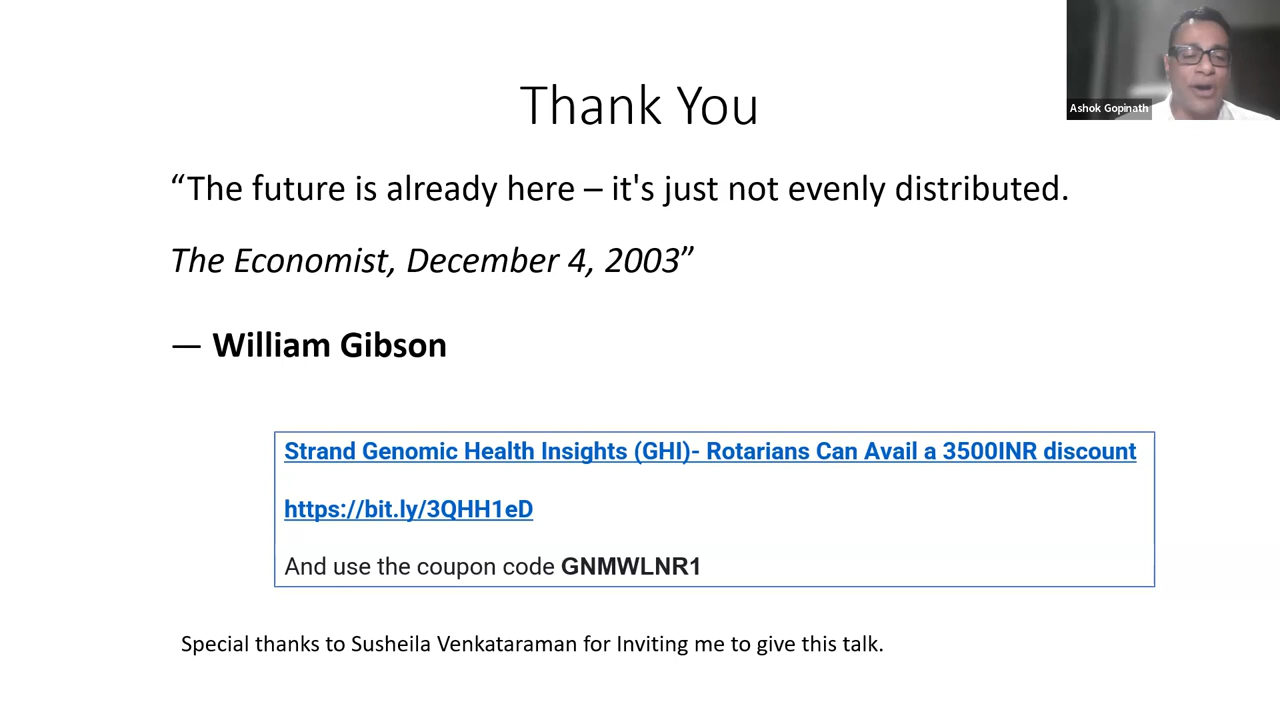 Thank You
Ashok Gopinath
“The future is already here – it's just not evenly distributed.
The Economist, December 4, 2003”
— William Gibson
Strand Genomic Health Insights (GHI)- Rotarians Can Avail a 3500INR discount
https://bit.ly/3QHH1eD
And use the coupon code GNMWLNR1
Special thanks to Susheila Venkataraman for Inviting me to give this talk.